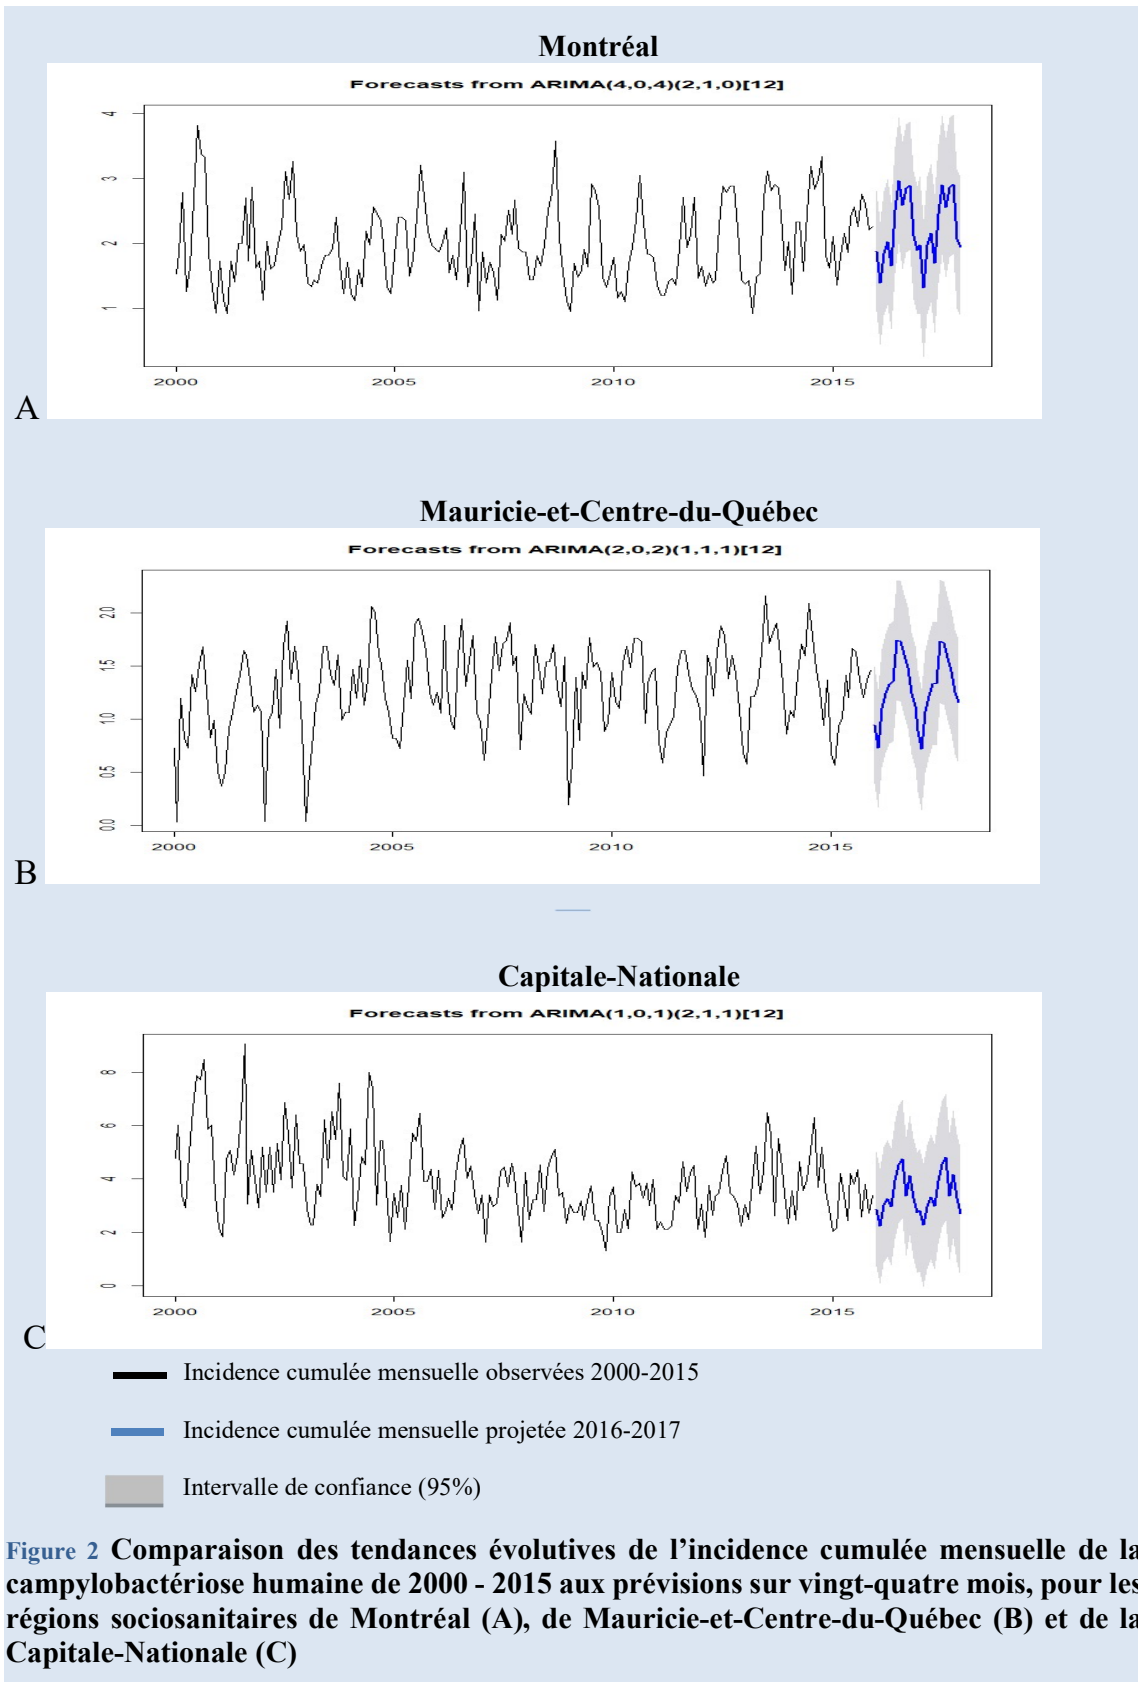 Montréal
Forecasts from ARIMA(4,0,4)(2,1,0)[12]
4
3
2
1
2000 2005 2010 2015
A
Mauricie-et-Centre-du-Québec
Forecasts from ARIMA(2,0,2)(1,1,1)[12]
2.0
1.5
1.0
0.5
0.0
2000 2005 2010 2015
B
Capitale-Nationale
Forecasts from ARIMA(1,0,1)(2,1,1)[12]
8
6
4
2
0
2000 2005 2010 2015
C
Incidence cumulée mensuelle observées 2000-2015
Incidence cumulée mensuelle projetée 2016-2017
Intervalle de confiance (95%)
Figure 2 Comparaison des tendances évolutives de l’incidence cumulée mensuelle de la
campylobactériose humaine de 2000 - 2015 aux prévisions sur vingt-quatre mois, pour les
régions sociosanitaires de Montréal (A), de Mauricie-et-Centre-du-Québec (B) et de la
Capitale-Nationale (C)